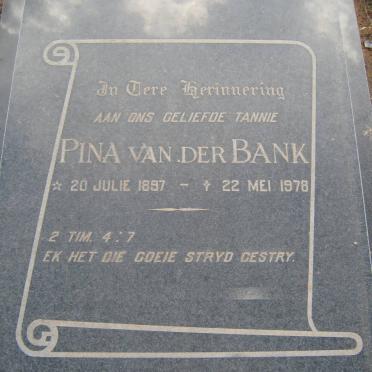 In Tere Herinnering
AAN ONS GELIEFDE TANNIE
PINA VAN DER BANK
☆ 20 JULIE 1897 - † 22 MEI 1978
2 TIM. 4:7
EK HET DIE GOEIE STRYD GESTRY.